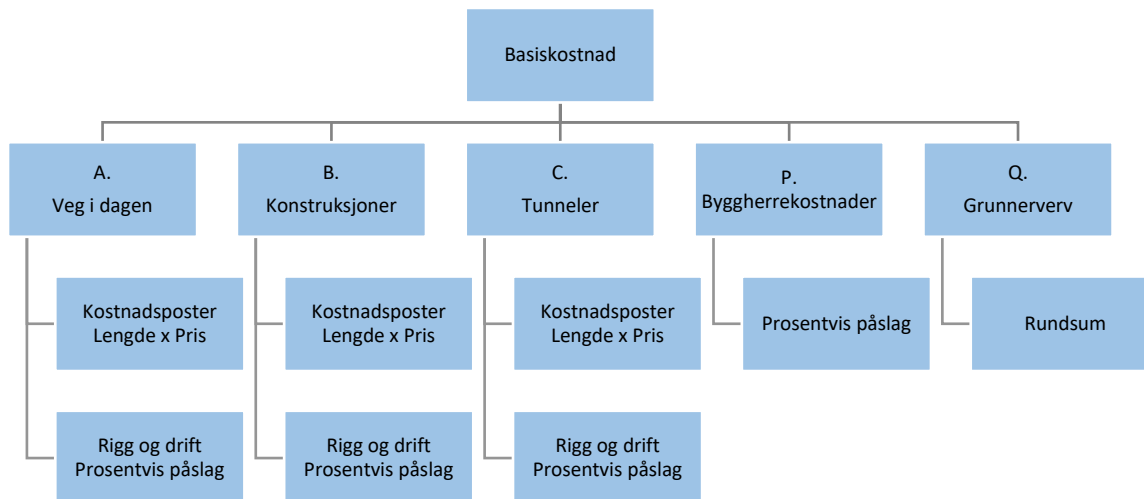 Basiskostnad
A.
Veg i dagen
B.
Konstruksjoner
C.
Tunneler
P.
Byggherrekostnader
Q.
Grunnerverv
Kostnadsposter
Lengde x Pris
Kostnadsposter
Lengde x Pris
Kostnadsposter
Lengde x Pris
Prosentvis påslag
Rundsum
Rigg og drift
Prosentvis påslag
Rigg og drift
Prosentvis påslag
Rigg og drift
Prosentvis påslag